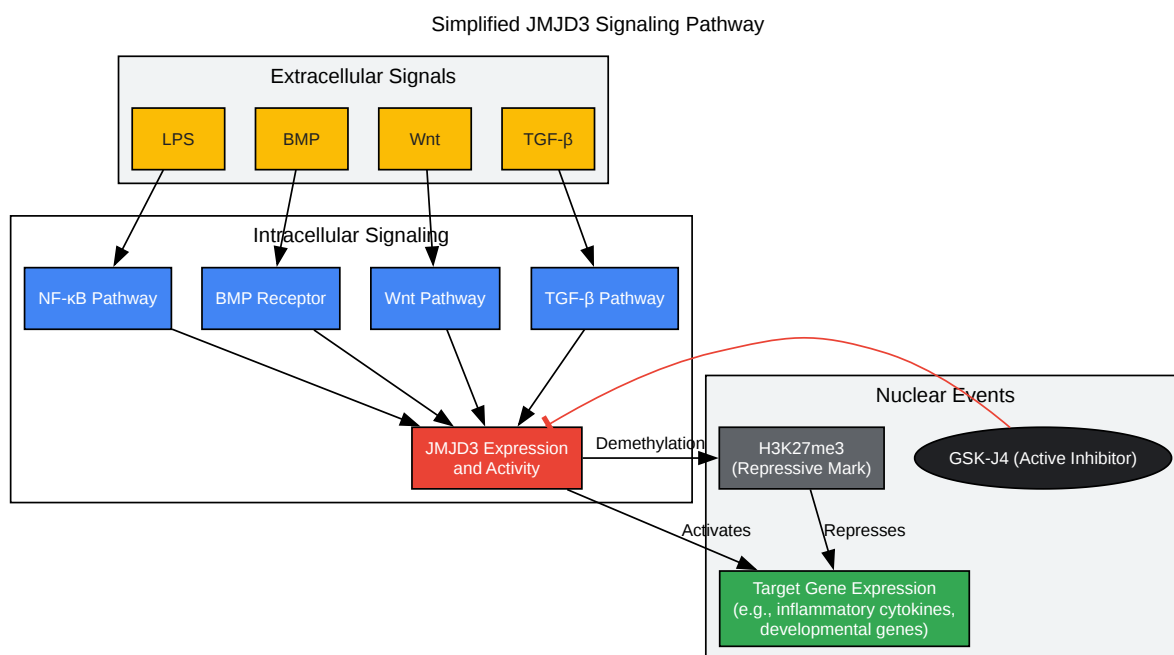 Simplified JMJD3 Signaling Pathway
Extracellular Signals
LPS
BMP
Wnt
TGF-β
Intracellular Signaling
NF-κB Pathway
BMP Receptor
Wnt Pathway
TGF-β Pathway
Nuclear Events
JMJD3 Expression
and Activity
Demethylation
H3K27me3
(Repressive Mark)
GSK-J4 (Active Inhibitor)
Activates
Represses
Target Gene Expression
(e.g., inflammatory cytokines,
developmental genes)